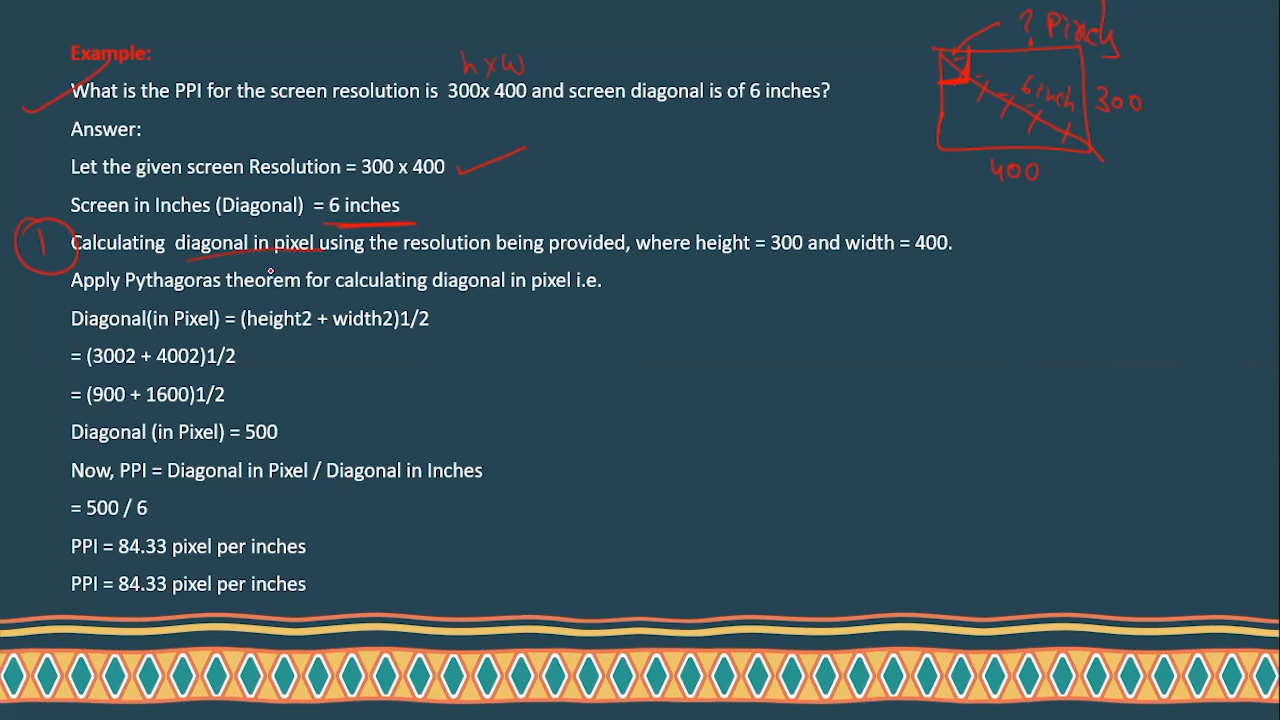 ? Pixels
Example:
h x w
What is the PPI for the screen resolution is 300x 400 and screen diagonal is of 6 inches?
6 inch
300
Answer:
Let the given screen Resolution = 300 x 400
400
Screen in Inches (Diagonal) = 6 inches
1
Calculating diagonal in pixel using the resolution being provided, where height = 300 and width = 400.
Apply Pythagoras theorem for calculating diagonal in pixel i.e.
Diagonal(in Pixel) = (height2 + width2)1/2
= (3002 + 4002)1/2
= (900 + 1600)1/2
Diagonal (in Pixel) = 500
Now, PPI = Diagonal in Pixel / Diagonal in Inches
= 500 / 6
PPI = 84.33 pixel per inches
PPI = 84.33 pixel per inches